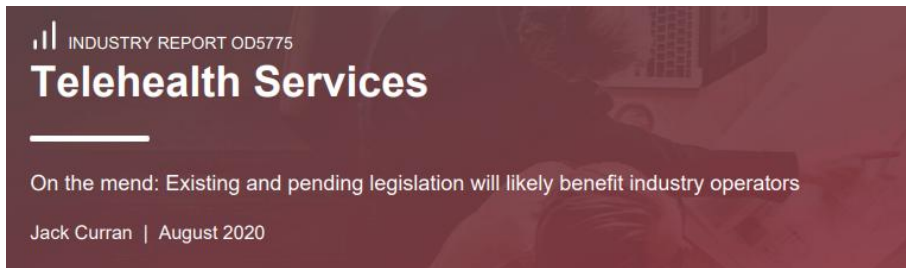 INDUSTRY REPORT OD5775
Telehealth Services
On the mend: Existing and pending legislation will likely benefit industry operators
Jack Curran | August 2020